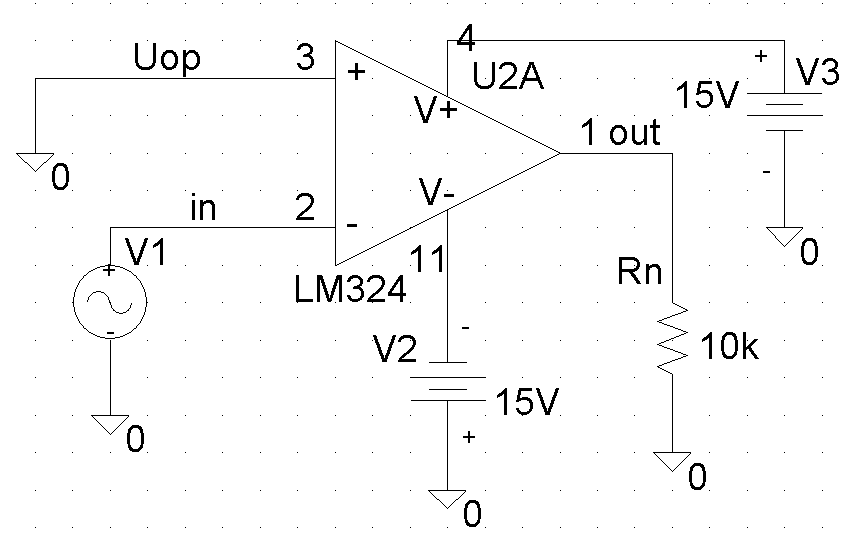 Uop
3
+
4
U2A
+
V3
V+
15V
1 out
0
in
2
-
V-
-
V1
+
-
LM324
11
0
Rn
-
V2
10k
15V
0
+
0
0